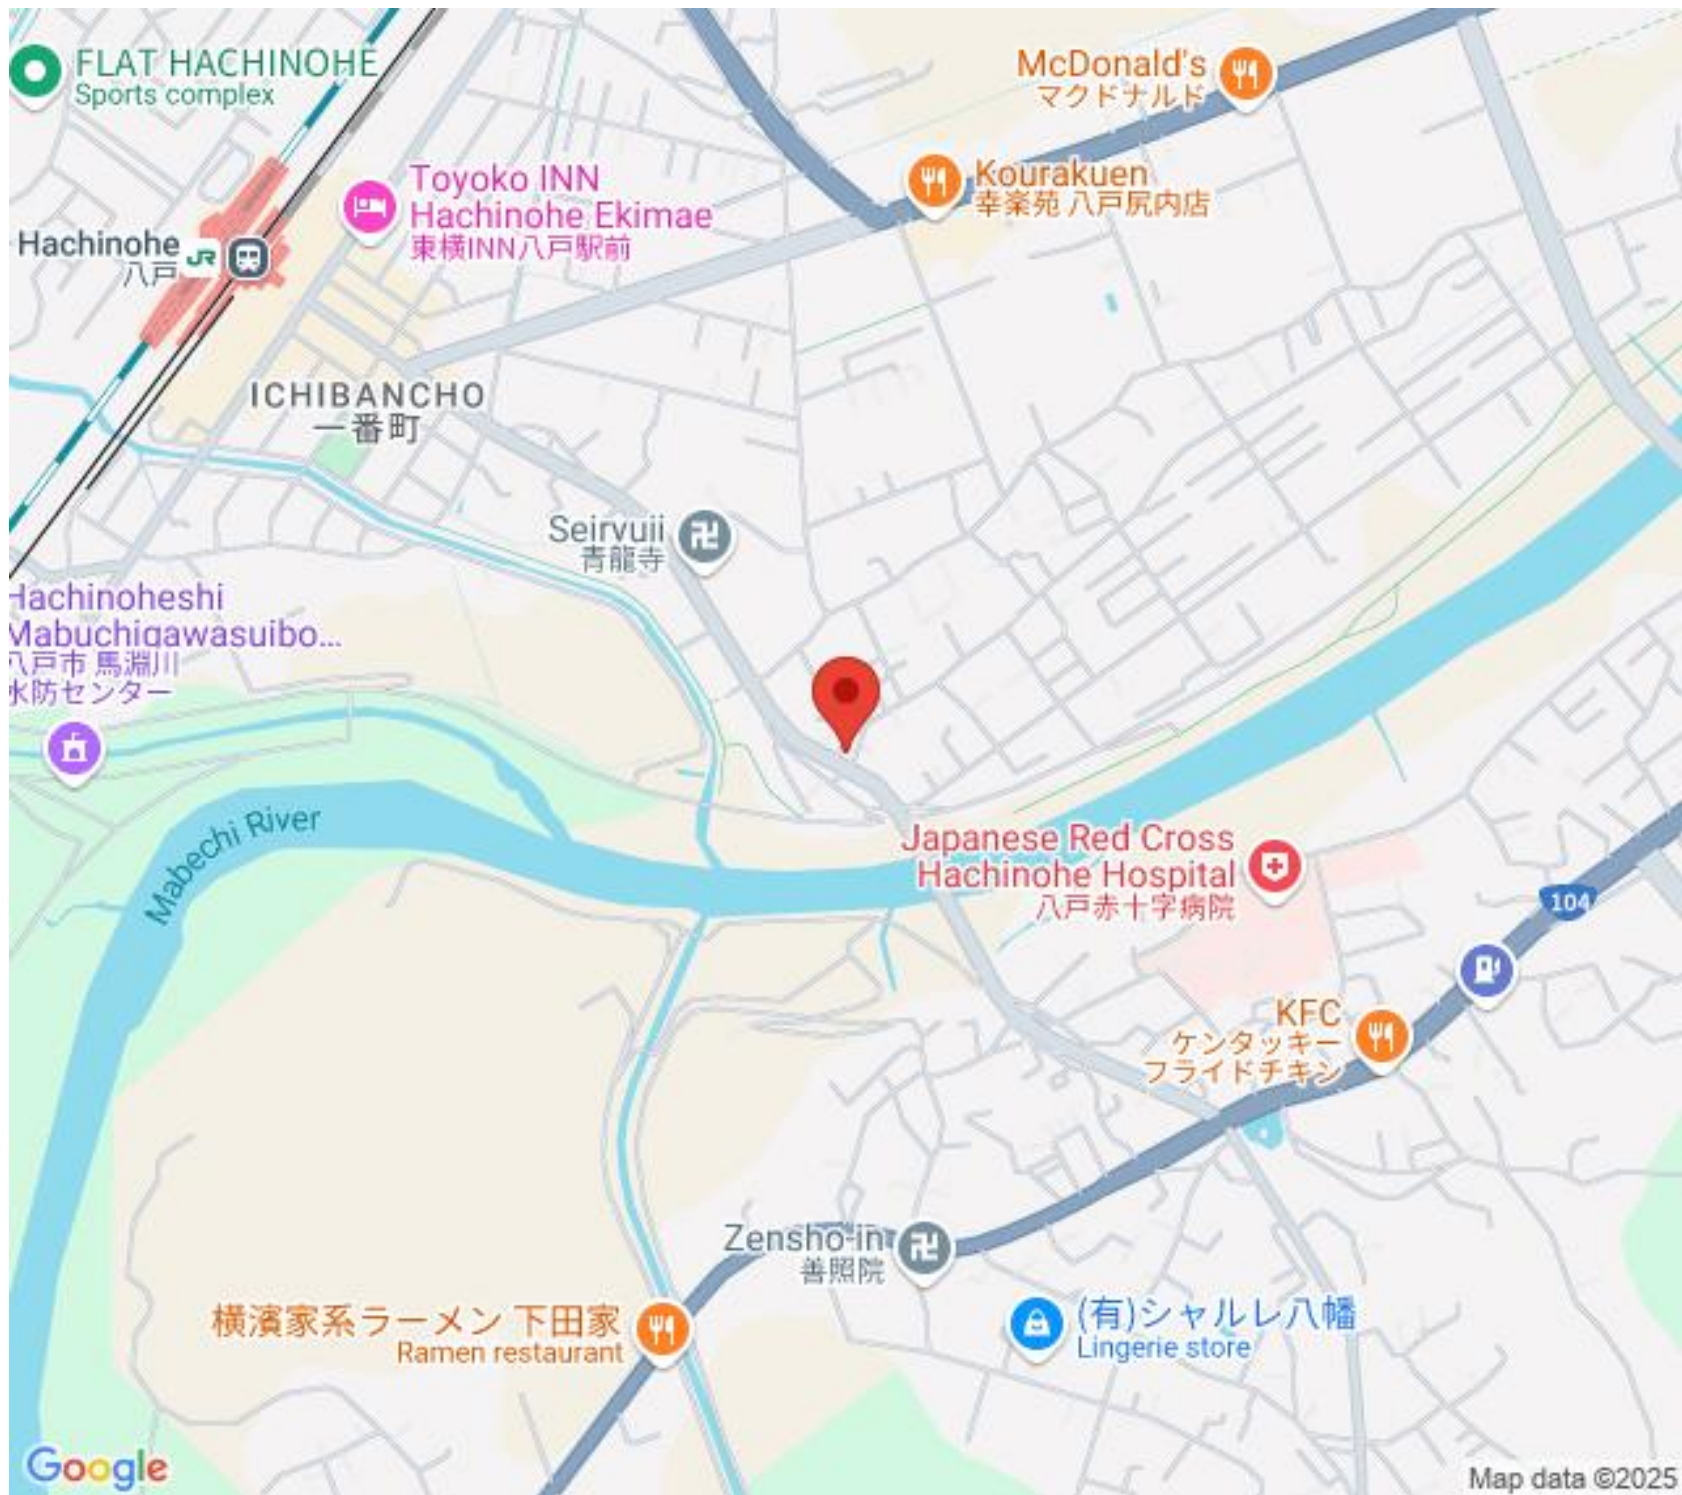 FLAT HACHINOHE
Sports complex
McDonald's
マクドナルド
Kourakuen
幸楽苑 八戸尻内店
Toyoko INN
Hachinohe Ekimae
東横INN八戸駅前
Hachinohe
八戸
JR
ICHIBANCHO
一番町
Seiryuji
青龍寺
Hachinoheshi
Mabuchigawasuibo...
八戸市 馬淵川
水防センター
Mabechi River
Japanese Red Cross
Hachinohe Hospital
八戸赤十字病院
104
KFC
ケンタッキー
フライドチキン
Zensho-in
善照院
横濱家系ラーメン 下田家
Ramen restaurant
(有)シャルレ八幡
Lingerie store
Google
Map data ©2025